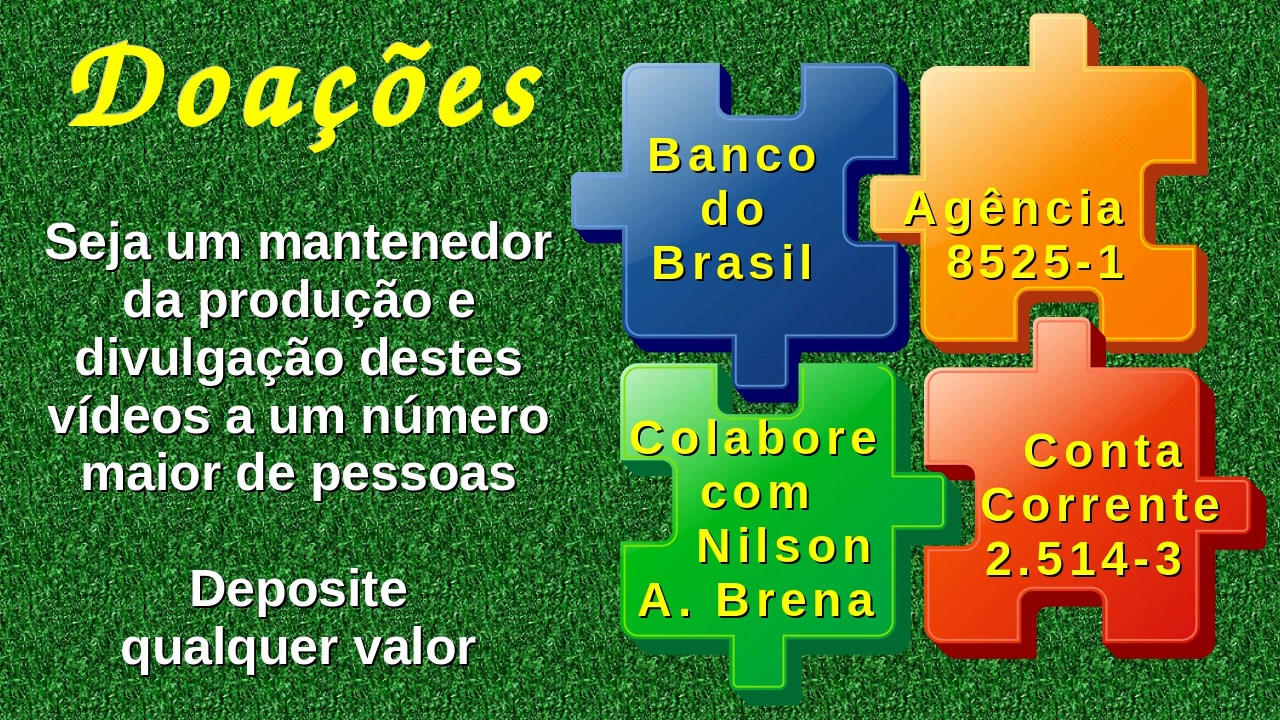 Doações
Seja um mantenedor
da produção e
divulgação destes
vídeos a um número
maior de pessoas
Deposite
qualquer valor
Banco
do
Brasil
Agência
8525-1
Colabore
com
Nilson
A. Brena
Conta
Corrente
2.514-3